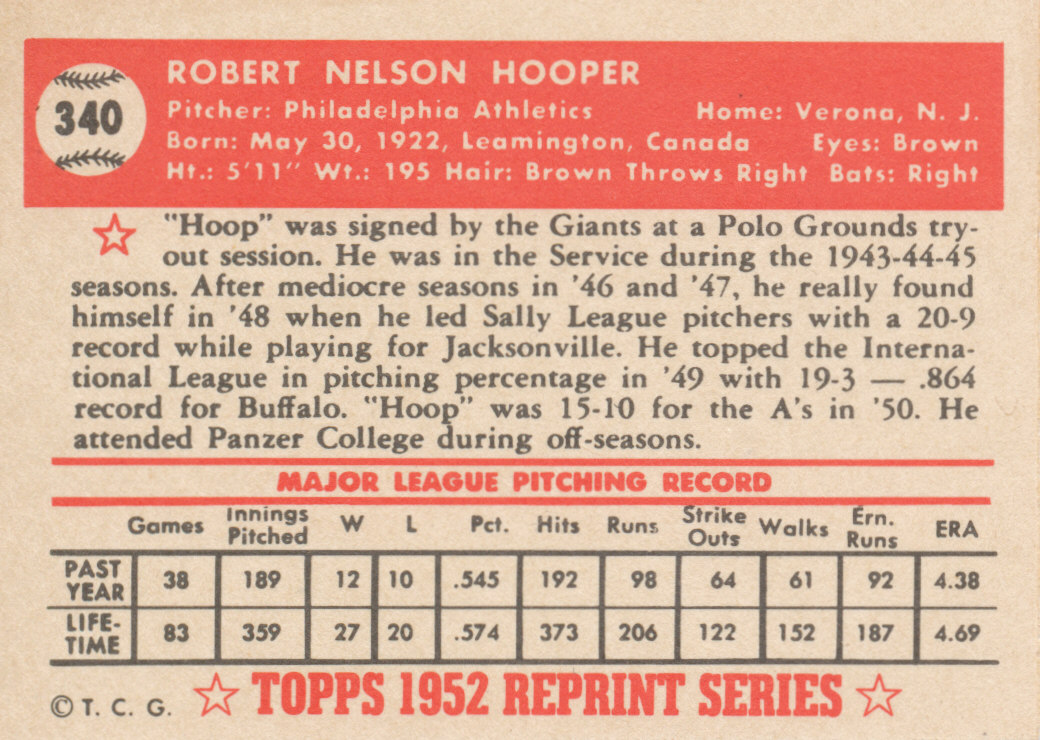 340
ROBERT NELSON HOOPER
Pitcher: Philadelphia Athletics Home: Verona, N. J.
Born: May 30, 1922, Leamington, Canada Eyes: Brown
Ht.: 5'11" Wt.: 195 Hair: Brown Throws Right Bats: Right
"Hoop" was signed by the Giants at a Polo Grounds try-
out session. He was in the Service during the 1943-44-45
seasons. After mediocre seasons in '46 and '47, he really found
himself in '48 when he led Sally League pitchers with a 20-9
record while playing for Jacksonville. He topped the Interna-
tional League in pitching percentage in '49 with 19-3 — .864
record for Buffalo. "Hoop" was 15-10 for the A's in '50. He
attended Panzer College during off-seasons.
MAJOR LEAGUE PITCHING RECORD
Games Innings Pitched W L Pct. Hits Runs Strike Outs Walks Ern. Runs ERA
PAST YEAR 38 189 12 10 .545 192 98 64 61 92 4.38
LIFE-TIME 83 359 27 20 .574 373 206 122 152 187 4.69
© T. C. G. ☆ TOPPS 1952 REPRINT SERIES ☆